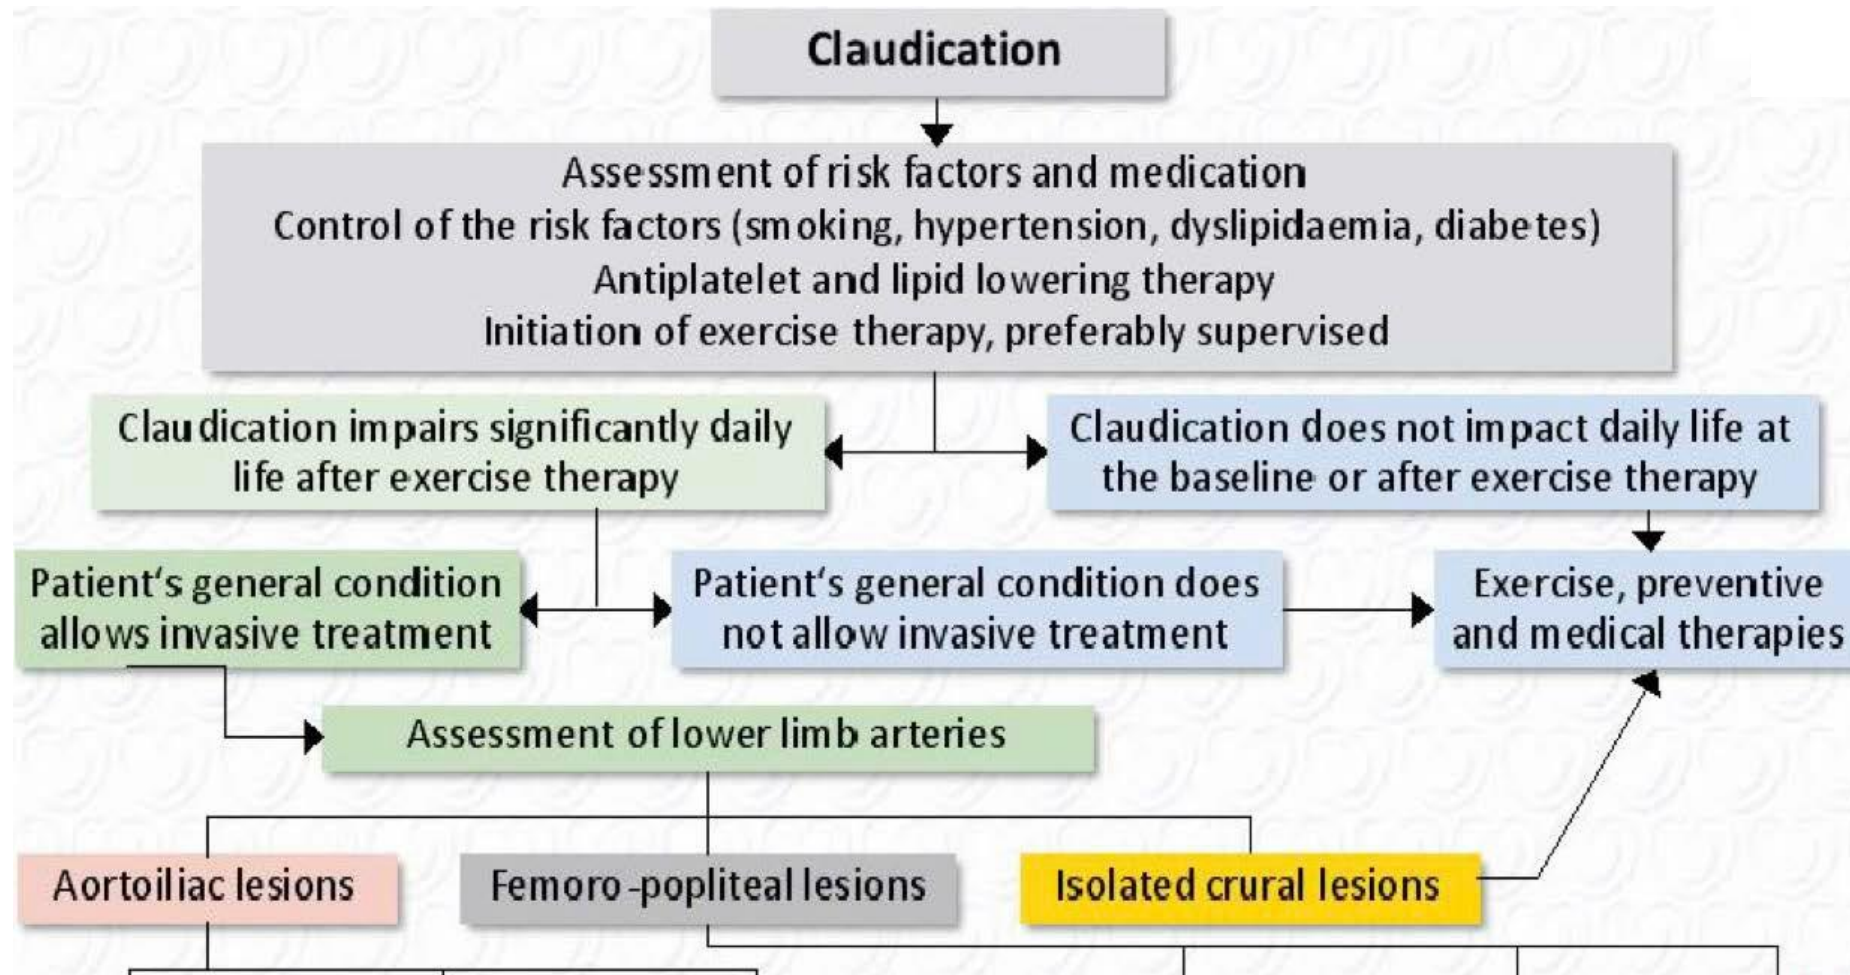 Claudication
Assessment of risk factors and medication
Control of the risk factors (smoking, hypertension, dyslipidaemia, diabetes)
Antiplatelet and lipid lowering therapy
Initiation of exercise therapy, preferably supervised
Claudication impairs significantly daily
life after exercise therapy
Claudication does not impact daily life at
the baseline or after exercise therapy
Patient‘s general condition
allows invasive treatment
Patient‘s general condition does
not allow invasive treatment
Exercise, preventive
and medical therapies
Assessment of lower limb arteries
Aortoiliac lesions
Femoro-popliteal lesions
Isolated crural lesions